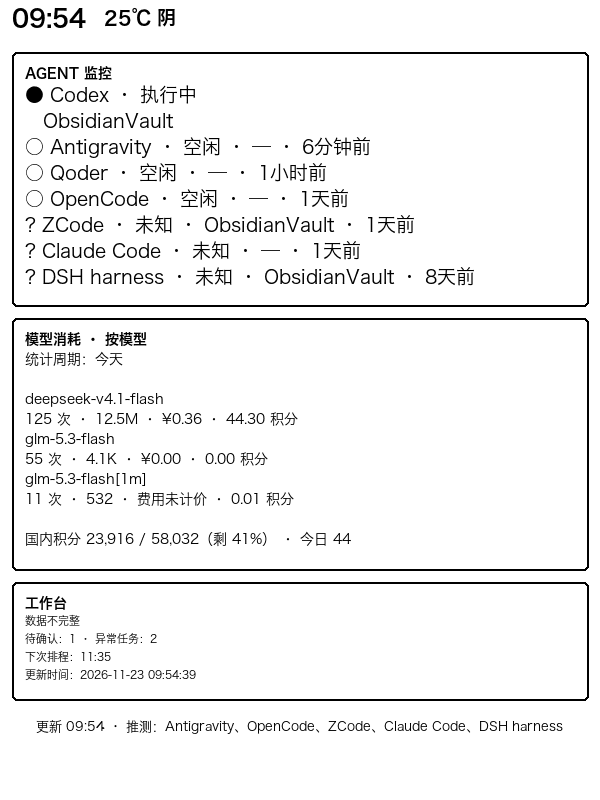 09:54 25℃ 阴
AGENT 监控
● Codex · 执行中
ObsidianVault
○ Antigravity · 空闲 · — · 6分钟前
○ Qoder · 空闲 · — · 1小时前
○ OpenCode · 空闲 · — · 1天前
? ZCode · 未知 · ObsidianVault · 1天前
? Claude Code · 未知 · — · 1天前
? DSH harness · 未知 · ObsidianVault · 8天前
模型消耗 · 按模型
统计周期：今天
deepseek-v4.1-flash
125 次 · 12.5M · ¥0.36 · 44.30 积分
glm-5.3-flash
55 次 · 4.1K · ¥0.00 · 0.00 积分
glm-5.3-flash[1m]
11 次 · 532 · 费用未计价 · 0.01 积分
国内积分 23,916 / 58,032（剩 41%） · 今日 44
工作台
数据不完整
待确认：1 · 异常任务：2
下次排程：11:35
更新时间：2026-11-23 09:54:39
更新 09:54 · 推测：Antigravity、OpenCode、ZCode、Claude Code、DSH harness